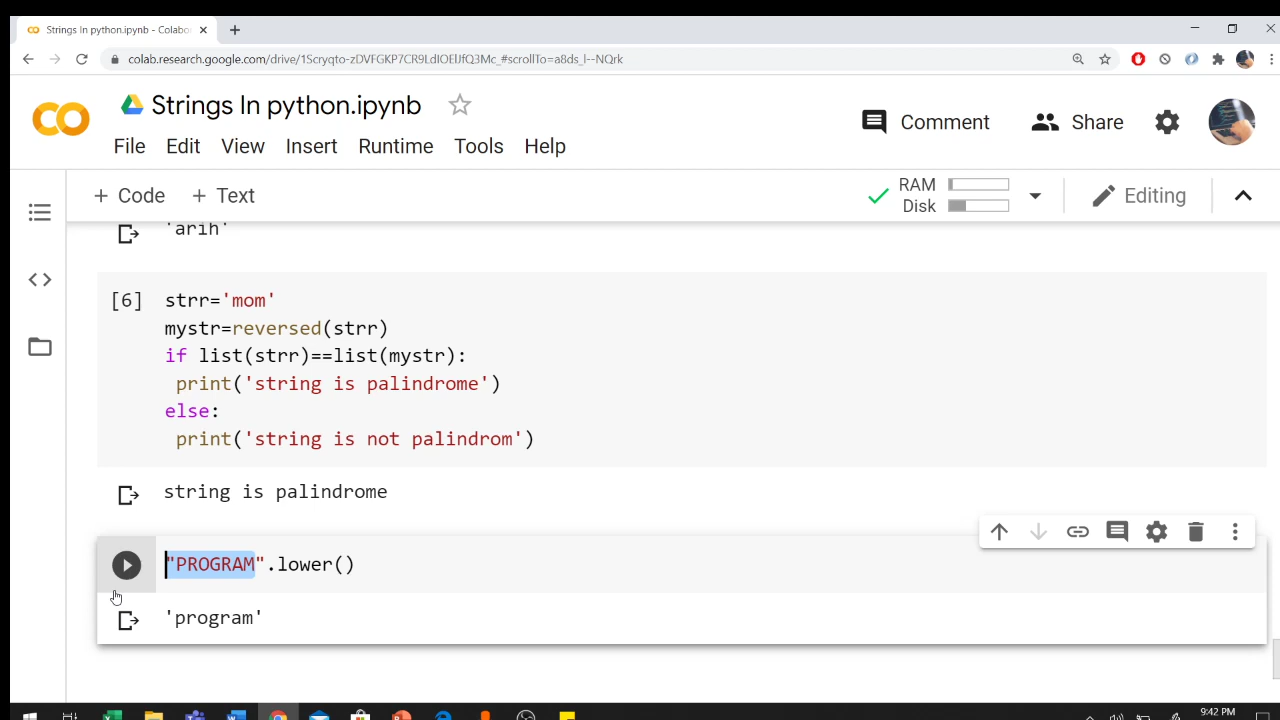 Strings In python.ipynb - Colabo
colab.research.google.com/drive/1Scryqto-zDVFGKP7CR9LdIOElJfQ3Mc_#scrollTo=a8ds_l--NQrk
Strings In python.ipynb
Comment
Share
File Edit View Insert Runtime Tools Help
+ Code + Text
RAM
Disk
Editing
'arih'
[6] strr='mom'
mystr=reversed(strr)
if list(strr)==list(mystr):
print('string is palindrome')
else:
print('string is not palindrom')
string is palindrome
"PROGRAM".lower()
'program'
9:42 PM